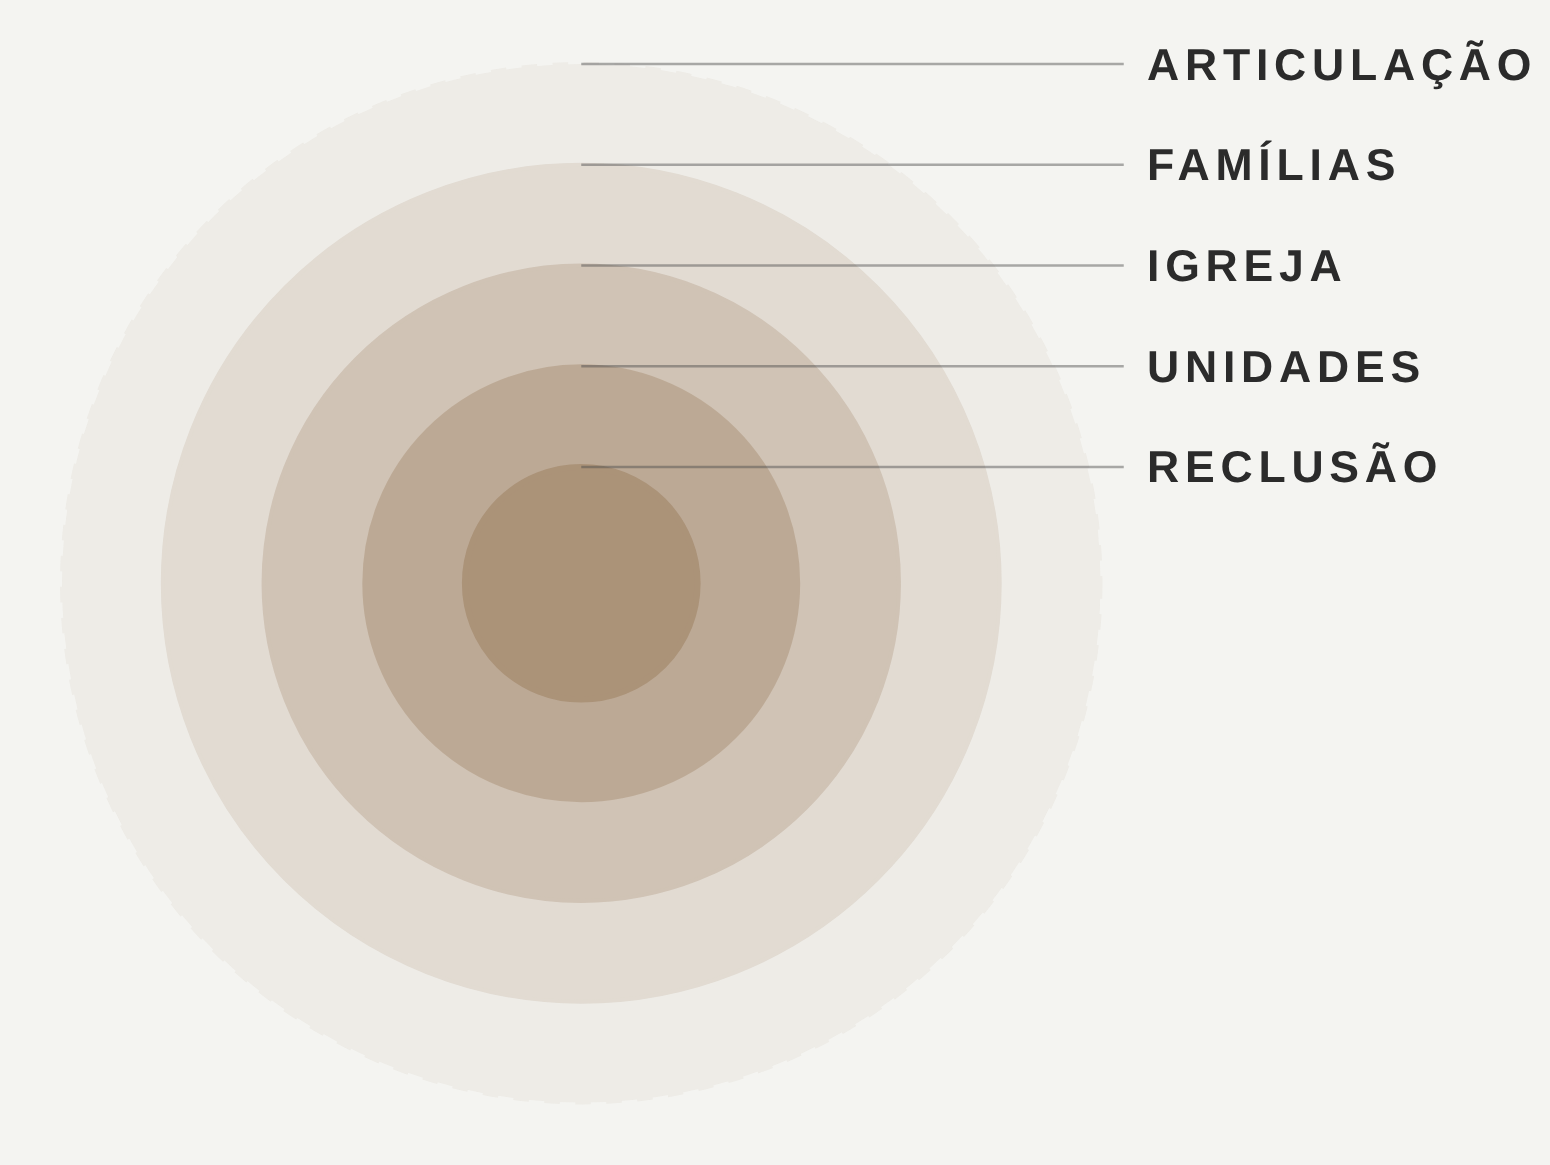 ARTICULAÇÃO
FAMÍLIAS
IGREJA
UNIDADES
RECLUSÃO